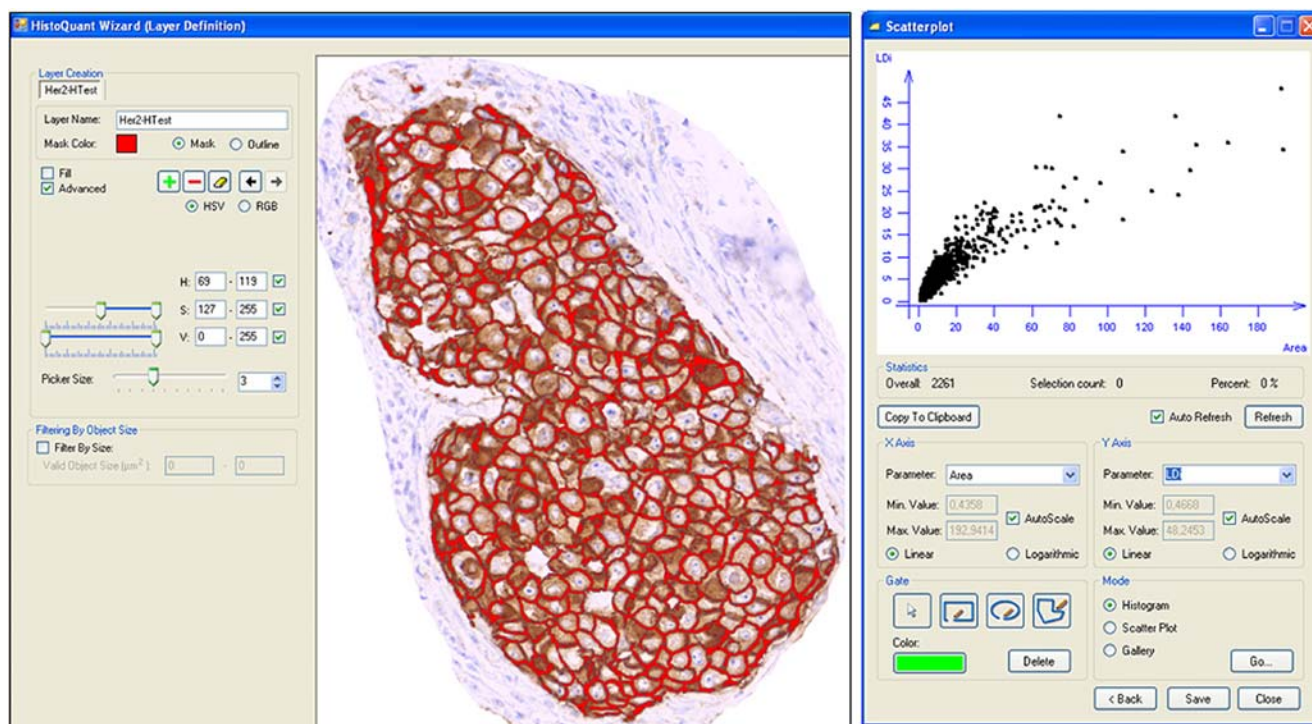 HistoQuant Wizard (Layer Definition)
Layer Creation
Her2-HTest
Layer Name: Her2-HTest
Mask Color: Mask Outline
Fill
Advanced
HSV RGB
H: 69 - 119
S: 127 - 255
V: 0 - 255
Picker Size: 3
Filtering By Object Size
Filter By Size:
Valid Object Size (µm²): 0 - 0
Scatterplot
LDi
45
40
35
30
25
20
15
10
5
0
0 20 40 60 80 100 120 140 160 180
Area
Statistics
Overall: 2261 Selection count: 0 Percent: 0 %
Copy To Clipboard Auto Refresh Refresh
X Axis Y Axis
Parameter: Area Parameter: LDi
Min. Value: 0,4358 Min. Value: 0,4668
AutoScale AutoScale
Max. Value: 192,9414 Max. Value: 48,2453
Linear Logarithmic Linear Logarithmic
Gate Mode
Histogram
Scatter Plot
Color: Gallery
Delete Go...
< Back Save Close